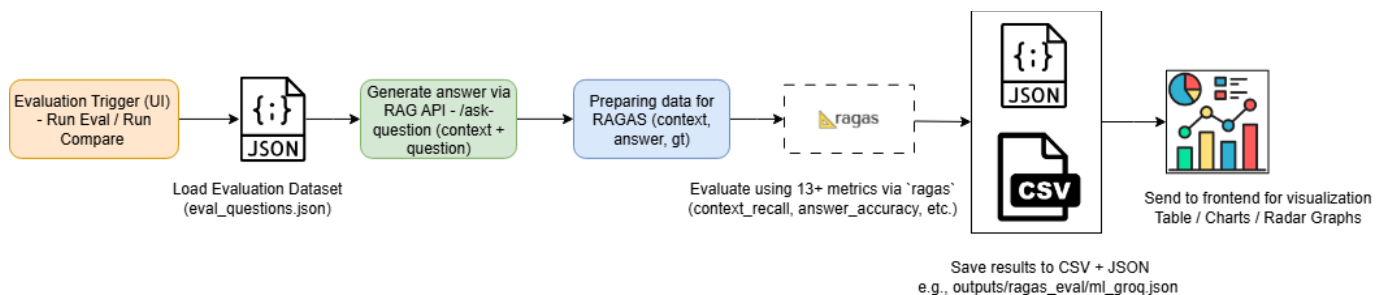 Evaluation Trigger (UI)
- Run Eval / Run
Compare
{;}
JSON
Load Evaluation Dataset
(eval_questions.json)
Generate answer via
RAG API - /ask-
question (context +
question)
Preparing data for
RAGAS (context,
answer, gt)
ragas
Evaluate using 13+ metrics via `ragas`
(context_recall, answer_accuracy, etc.)
{;}
JSON
CSV
Save results to CSV + JSON
e.g., outputs/ragas_eval/ml_groq.json
Send to frontend for visualization
Table / Charts / Radar Graphs